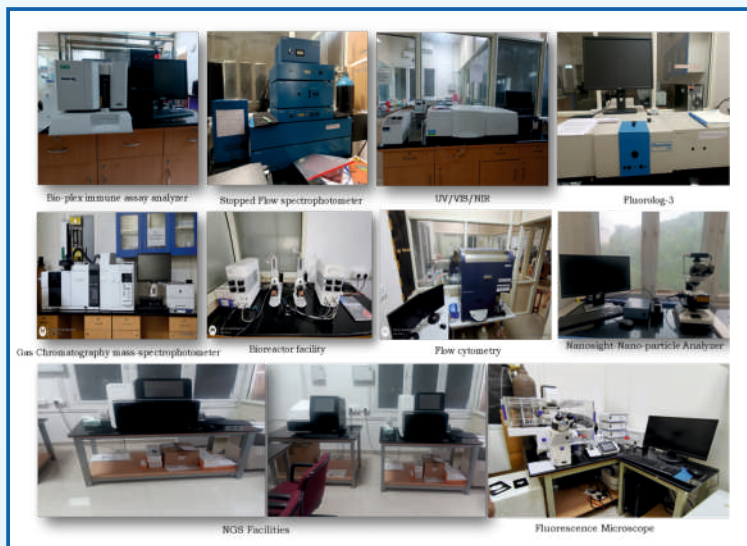 Bio-plex immune assay analyzer
Stopped Flow spectrophotometer
UV/VIS/NIR
Fluorolog-3
Gas Chromatography mass-spectrophotometer
Bioreactor facility
Flow cytometry
Nanosight-Nano-particle Analyzer
NGS Facilities
Fluorescence Microscope